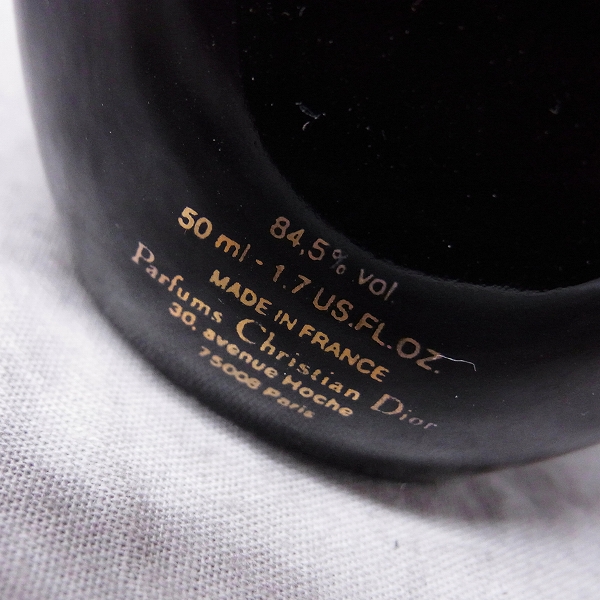 84,5% vol.
50 ml - 1.7 US.FL.OZ.
MADE IN FRANCE
Parfums Christian Dior
30, avenue Hoche
75008 Paris